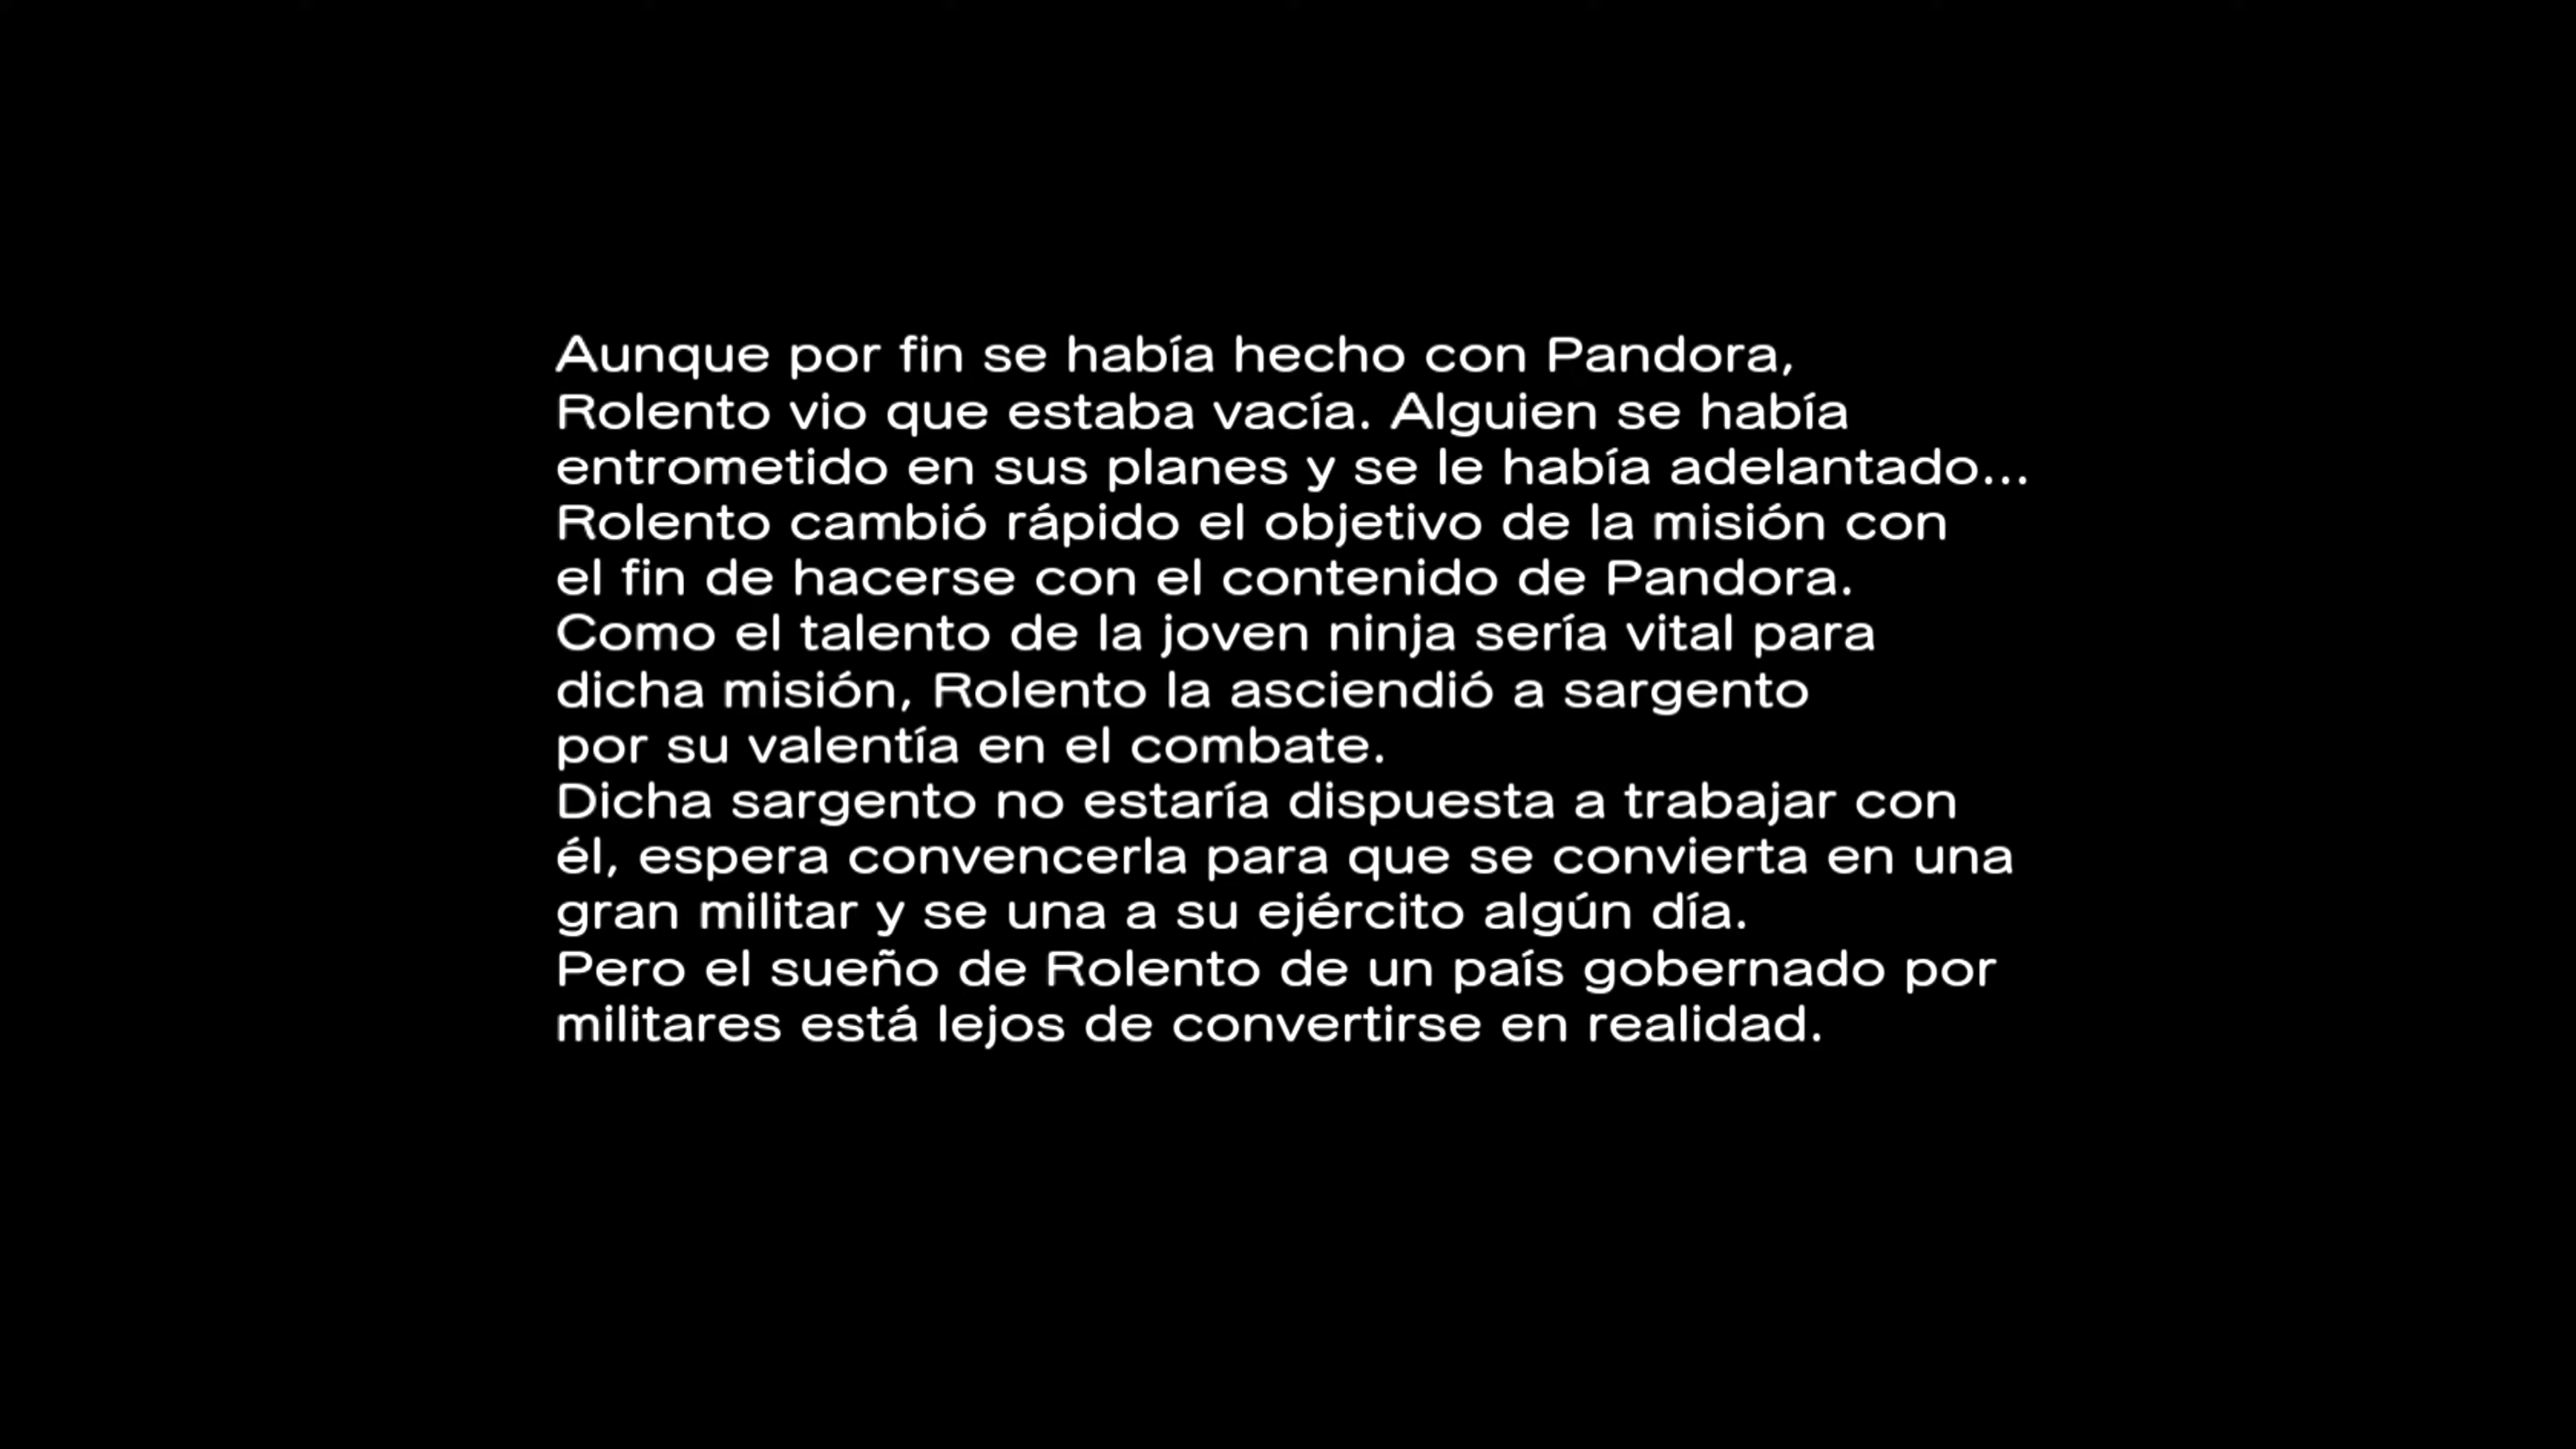 Aunque por fin se había hecho con Pandora,
Rolento vio que estaba vacía. Alguien se había
entrometido en sus planes y se le había adelantado...
Rolento cambió rápido el objetivo de la misión con
el fin de hacerse con el contenido de Pandora.
Como el talento de la joven ninja sería vital para
dicha misión, Rolento la ascendió a sargento
por su valentía en el combate.
Dicha sargento no estaría dispuesta a trabajar con
él, espera convencerla para que se convierta en una
gran militar y se una a su ejército algún día.
Pero el sueño de Rolento de un país gobernado por
militares está lejos de convertirse en realidad.